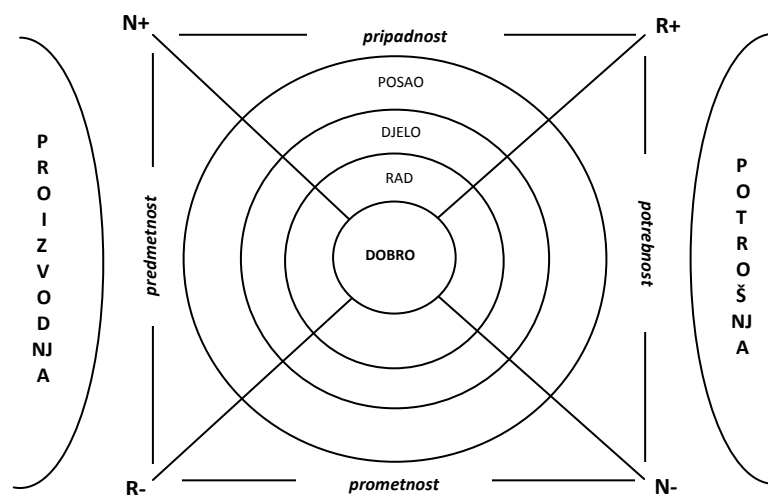 N+
R+
pripadnost
POSAO
DJELO
RAD
DOBRO
P
R
O
I
Z
V
O
D
NJ
A
predmetnost
potrebnost
P
O
T
R
O
Š
NJ
A
R-
prometnost
N-